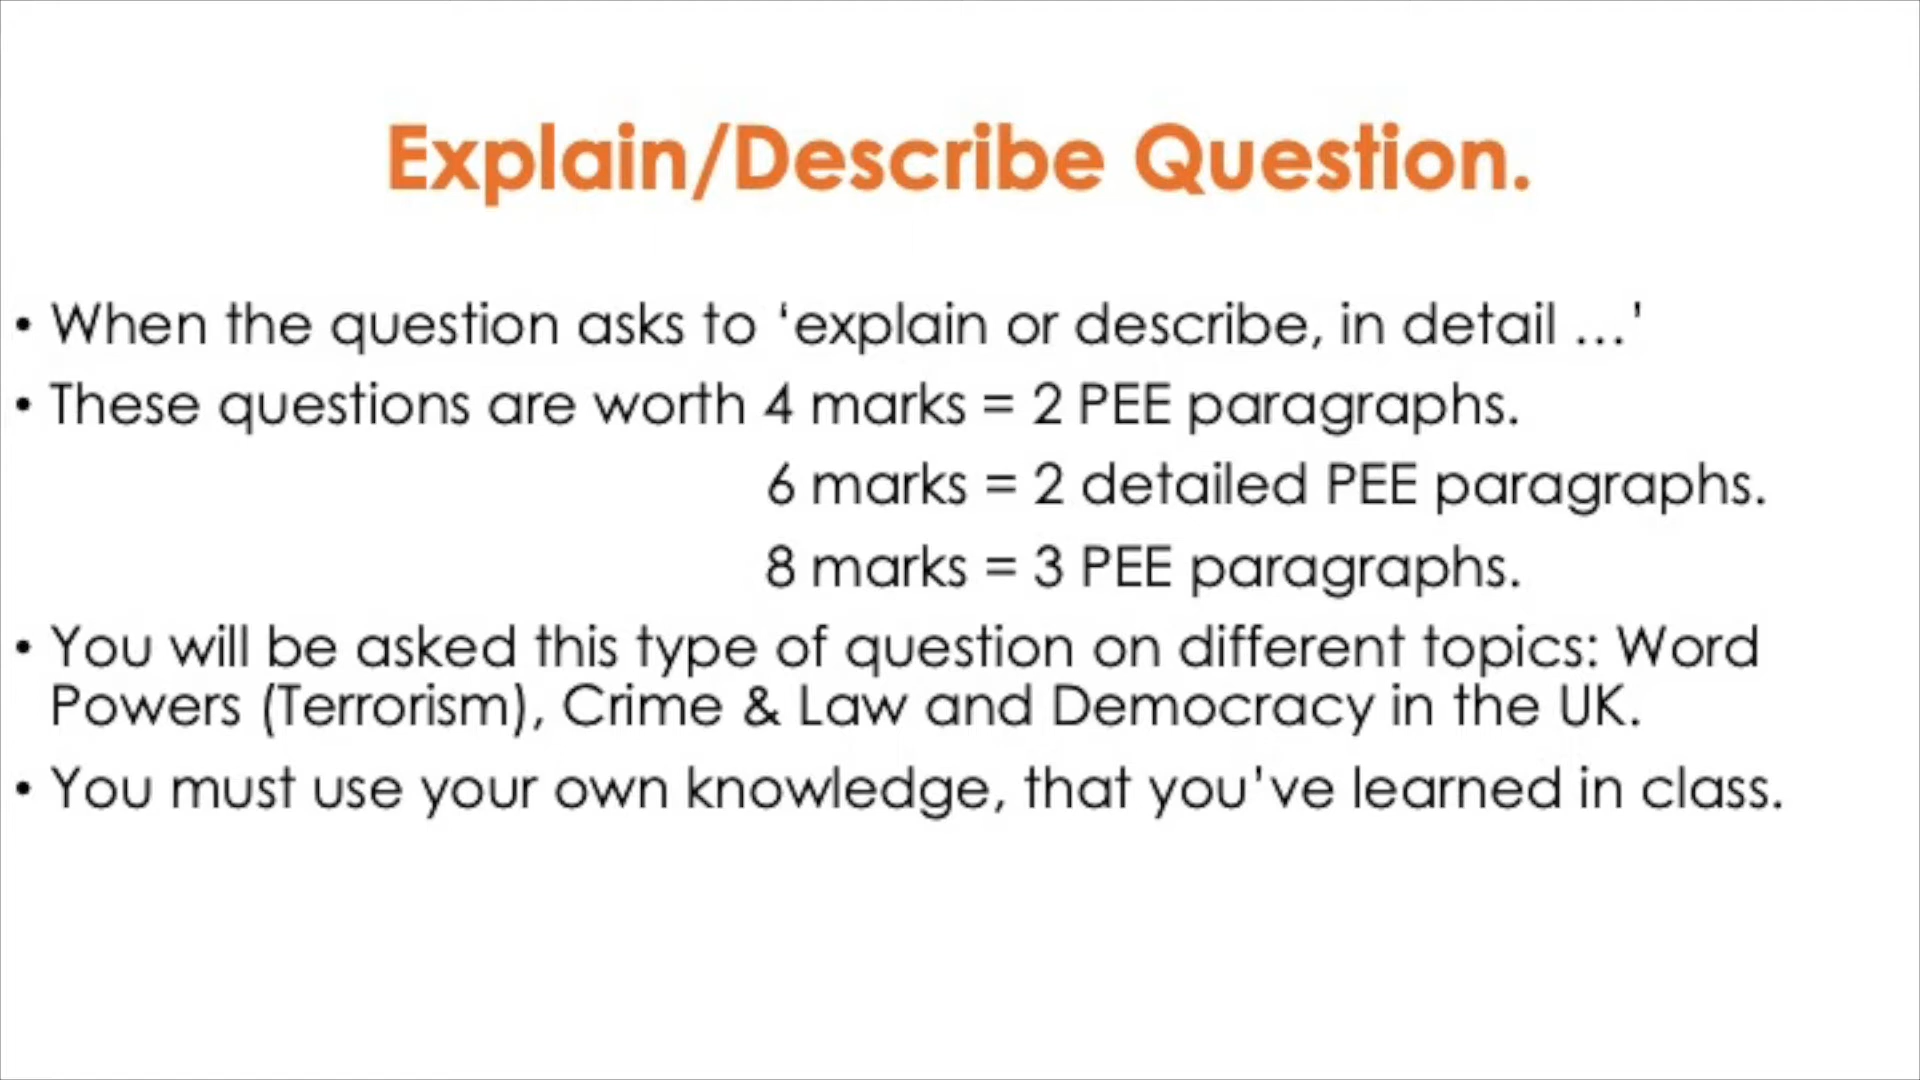 Explain/Describe Question.
• When the question asks to ‘explain or describe, in detail …’
• These questions are worth 4 marks = 2 PEE paragraphs.
6 marks = 2 detailed PEE paragraphs.
8 marks = 3 PEE paragraphs.
• You will be asked this type of question on different topics: Word
Powers (Terrorism), Crime & Law and Democracy in the UK.
• You must use your own knowledge, that you’ve learned in class.